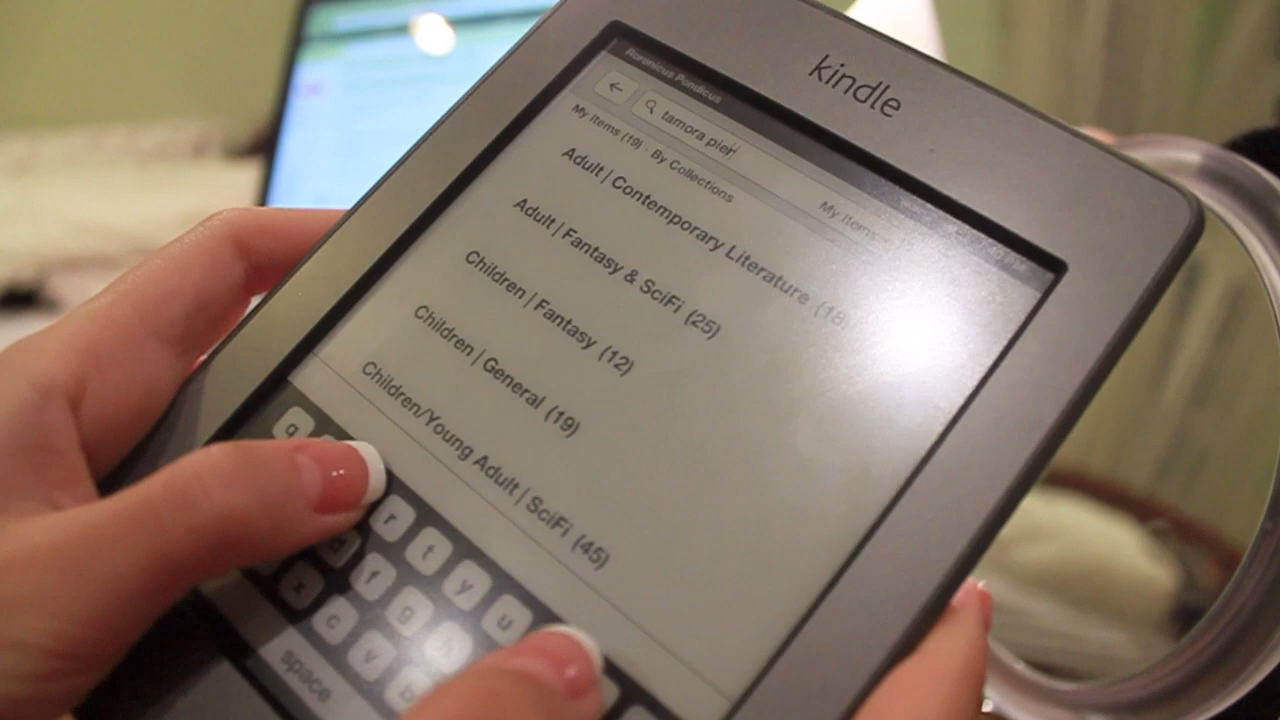 kindle
Roronicus Pondicus
tamora pier
My Items (19) · By Collections
My Items
Adult | Contemporary Literature (18)
Adult | Fantasy & SciFi (25)
Children | Fantasy (12)
Children | General (19)
Children/Young Adult | SciFi (45)
q
r t y u
d f g h
x c v b
space